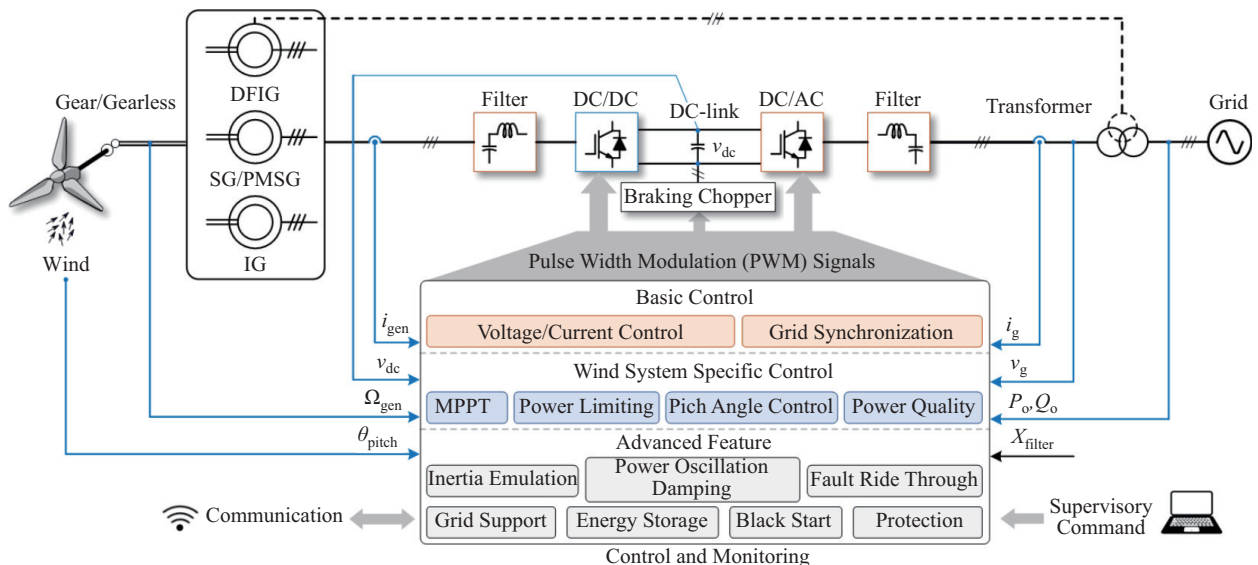 DFIG
Gear/Gearless
SG/PMSG
IG
Wind
Filter
DC/DC
DC-link
v_dc
DC/AC
Filter
Transformer
Grid
Braking Chopper
Pulse Width Modulation (PWM) Signals
Basic Control
i_gen
Voltage/Current Control
Grid Synchronization
i_g
v_dc
Wind System Specific Control
v_g
Ω_gen
MPPT
Power Limiting
Pich Angle Control
Power Quality
P_o,Q_o
θ_pitch
Advanced Feature
X_filter
Inertia Emulation
Power Oscillation
Damping
Fault Ride Through
Communication
Grid Support
Energy Storage
Black Start
Protection
Supervisory
Command
Control and Monitoring